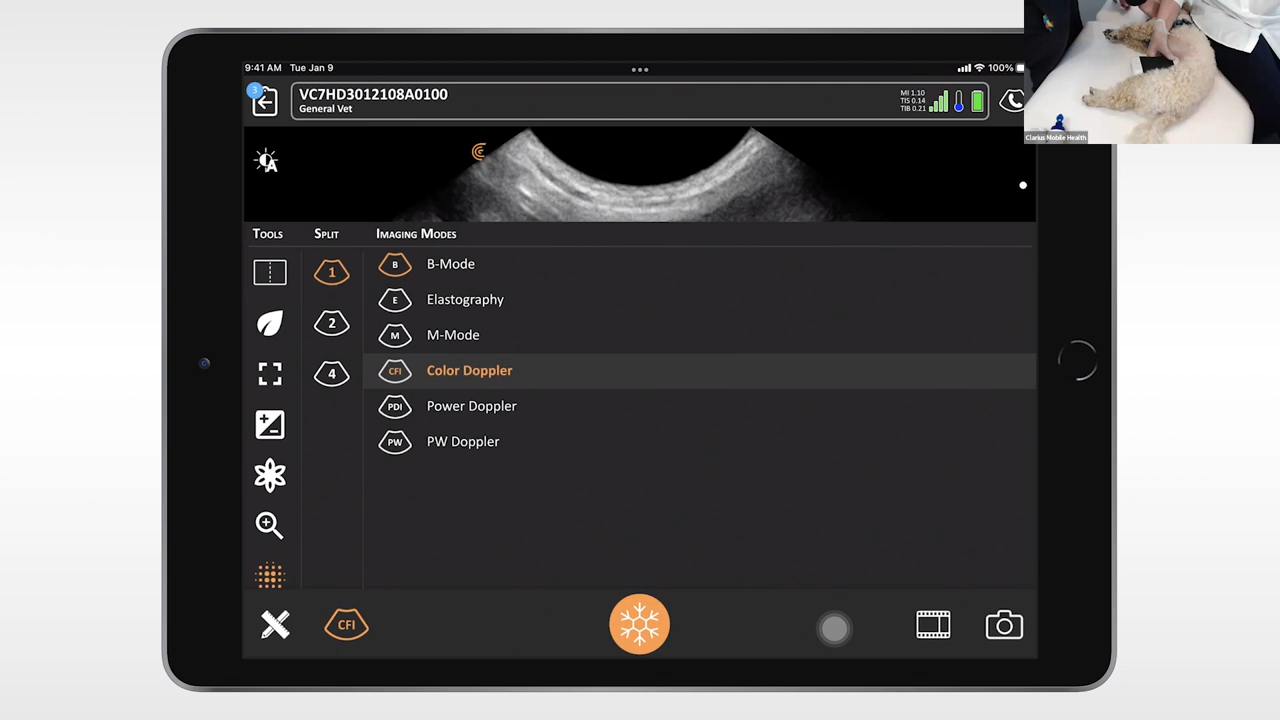 9:41 AM Tue Jan 9
100%
3
VC7HD3012108A0100
General Vet
MI 1.10
TIS 0.14
TIB 0.21
A
Clarius Mobile Health
Tools Split Imaging Modes
1
2
4
B B-Mode
E Elastography
M M-Mode
CFI Color Doppler
PDI Power Doppler
PW PW Doppler
CFI